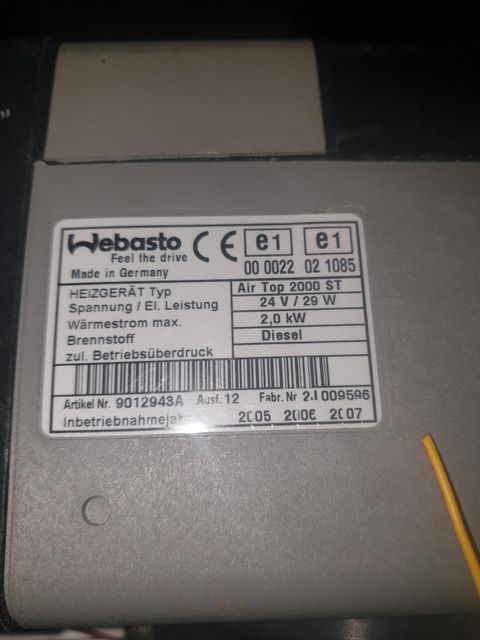 Webasto
Feel the drive
Made in Germany
CE e1 e1
00 0022 02 1085
HEIZGERÄT Typ Air Top 2000 ST
Spannung / El. Leistung 24 V / 29 W
Wärmestrom max. 2,0 kW
Brennstoff Diesel
zul. Betriebsüberdruck
Artikel Nr. 9012943A Ausf. 12 Fabr. Nr
Inbetriebnahmejahr 2005 2006 2007